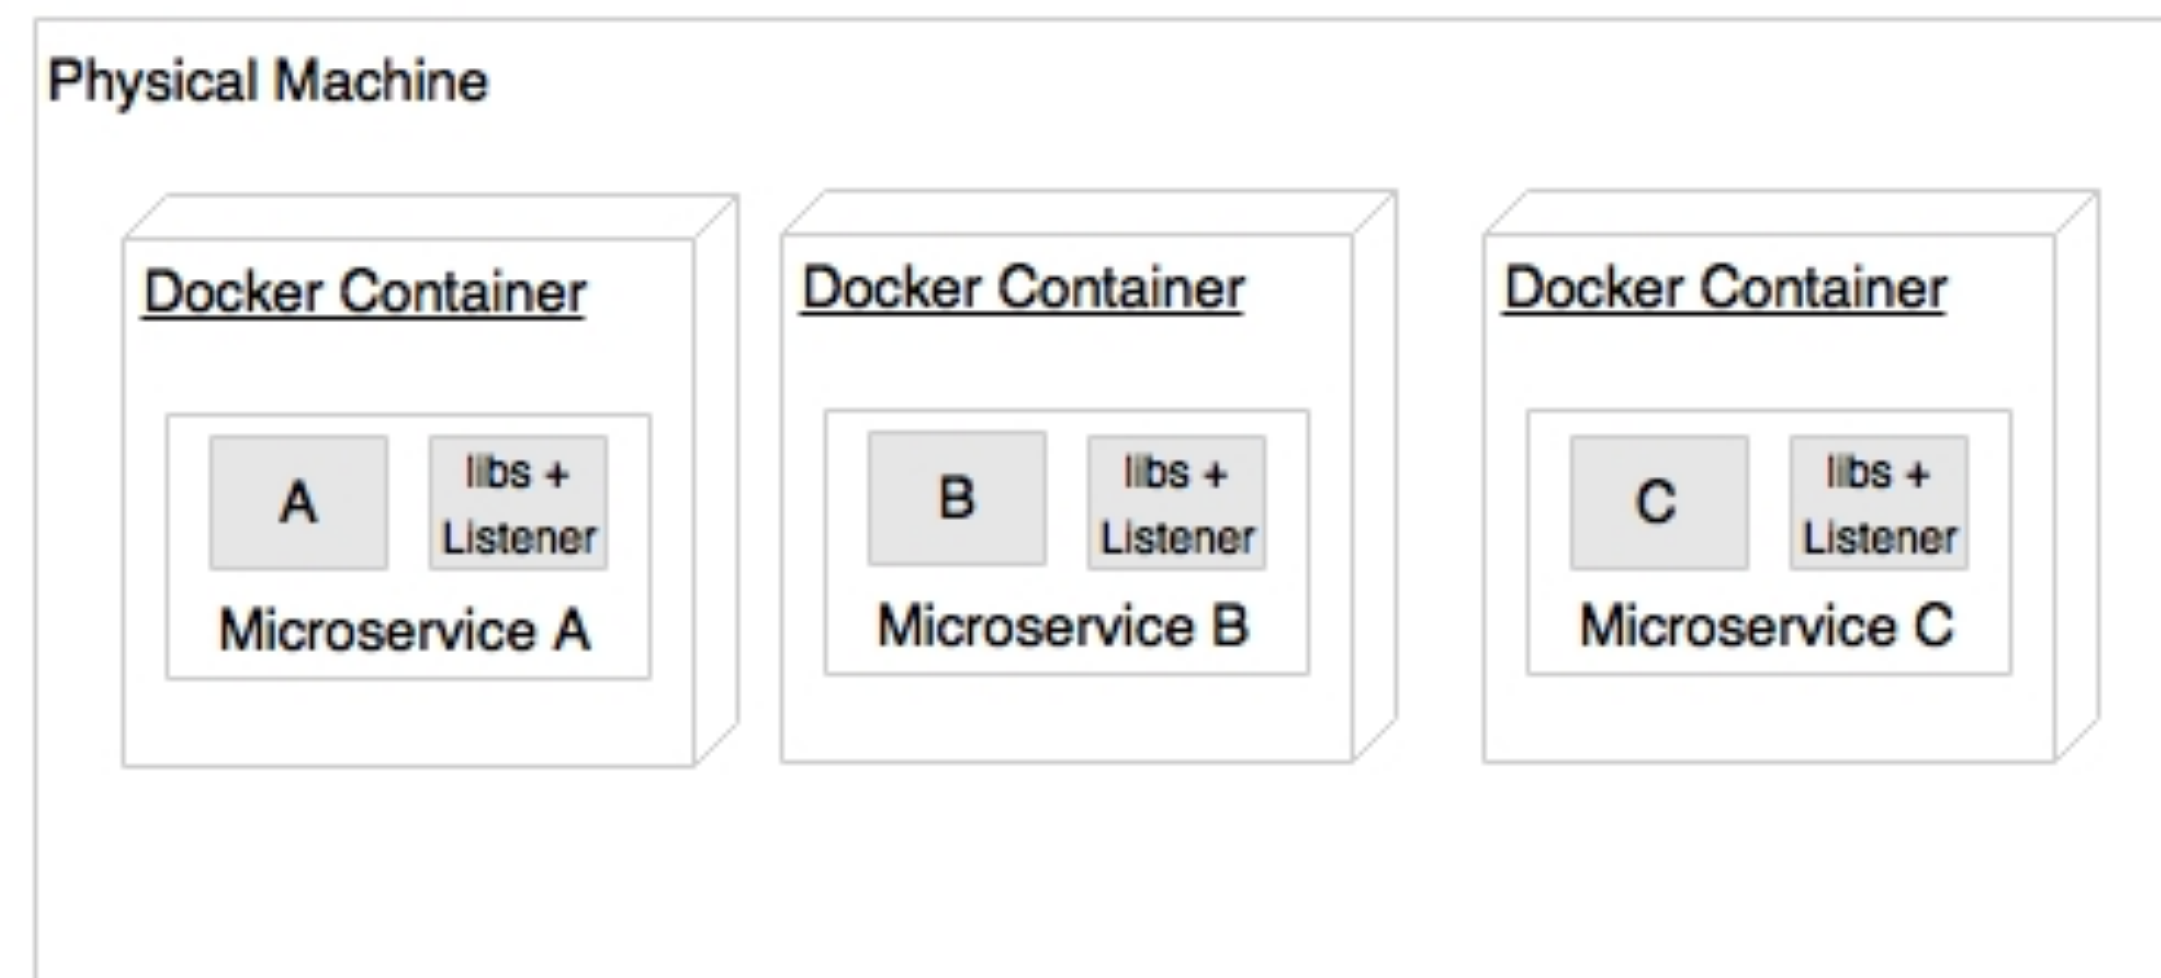 Physical Machine
Docker Container
Docker Container
Docker Container
A
libs +
Listener
B
libs +
Listener
C
libs +
Listener
Microservice A
Microservice B
Microservice C